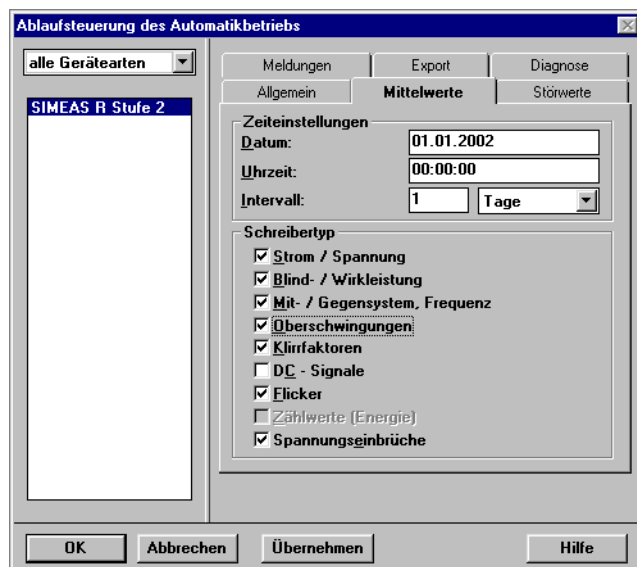 Ablaufsteuerung des Automatikbetriebs
alle Gerätearten
SIMEAS R Stufe 2
Meldungen
Export
Diagnose
Allgemein
Mittelwerte
Störwerte
Zeiteinstellungen
Datum:
01.01.2002
Uhrzeit:
00:00:00
Intervall:
1
Tage
Schreibertyp
Strom / Spannung
Blind- / Wirkleistung
Mit- / Gegensystem, Frequenz
Oberschwingungen
Klirrfaktoren
DC - Signale
Flicker
Zählwerte (Energie)
Spannungseinbrüche
OK
Abbrechen
Übernehmen
Hilfe